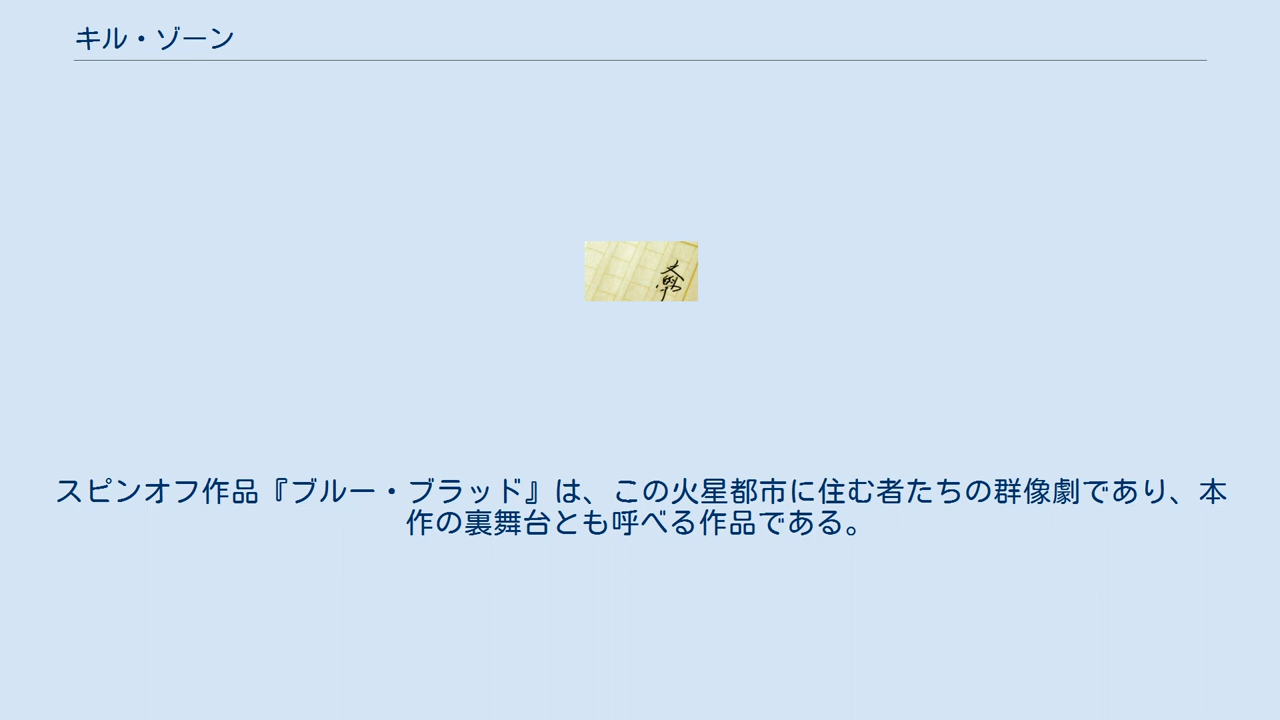 キル・ゾーン
スピンオフ作品『ブルー・ブラッド』は、この火星都市に住む者たちの群像劇であり、本
作の裏舞台とも呼べる作品である。